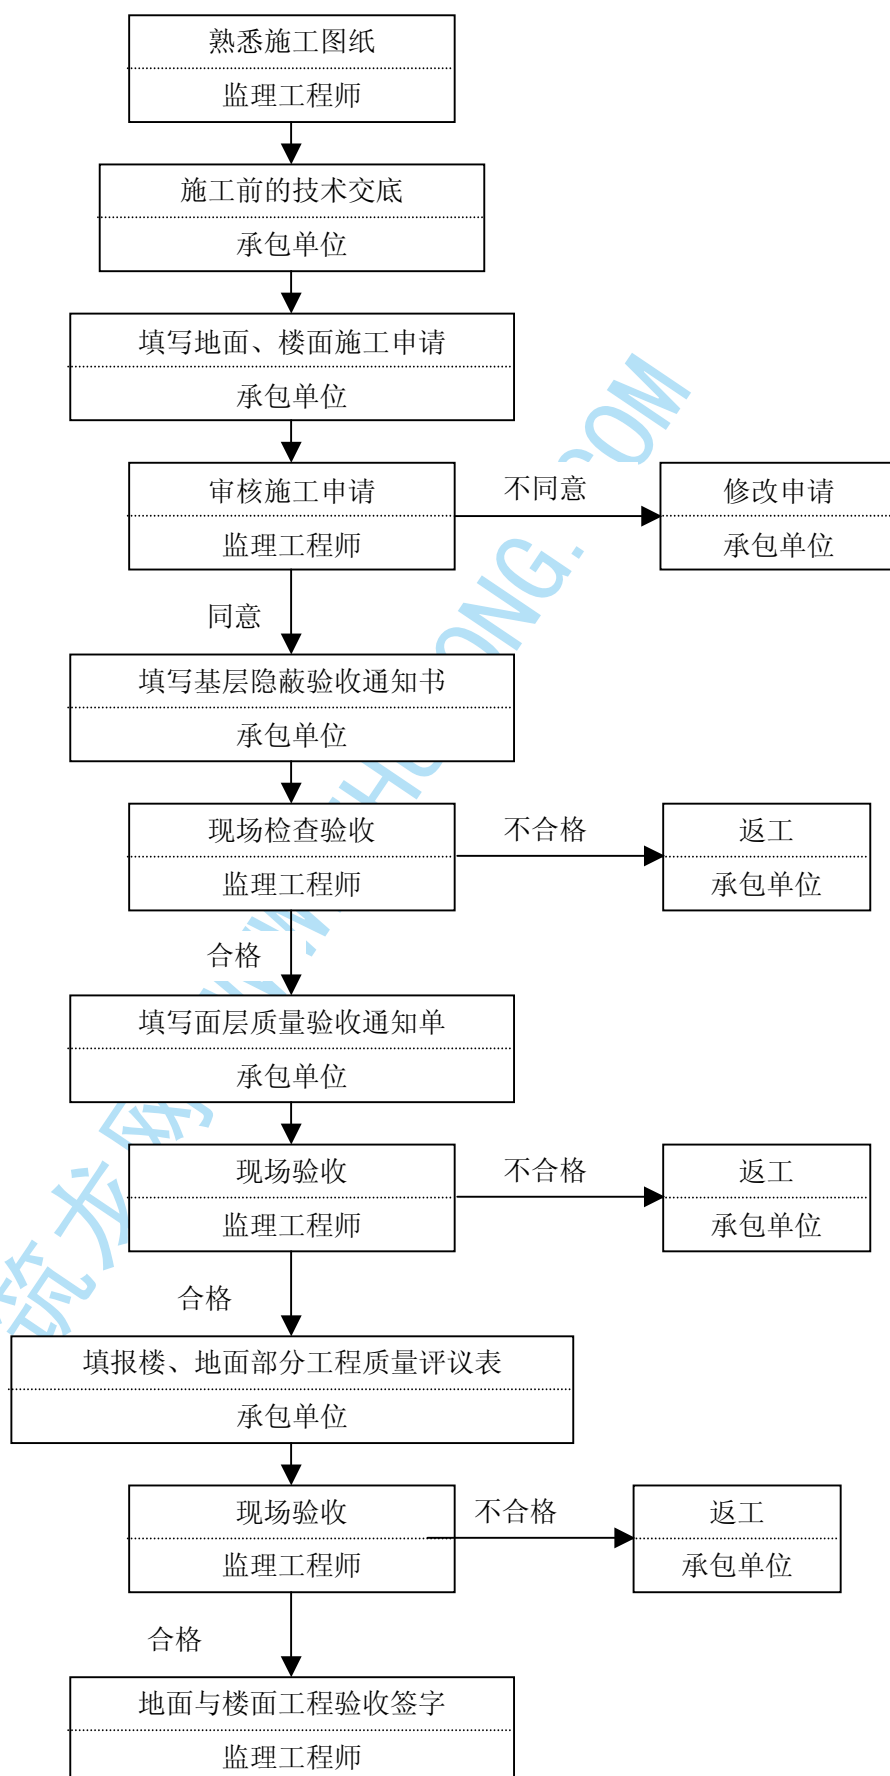 熟悉施工图纸
监理工程师
施工前的技术交底
承包单位
填写地面、楼面施工申请
承包单位
审核施工申请
监理工程师
不同意
修改申请
承包单位
同意
填写基层隐蔽验收通知书
承包单位
现场检查验收
监理工程师
不合格
返工
承包单位
合格
填写面层质量验收通知单
承包单位
现场验收
监理工程师
不合格
返工
承包单位
合格
填报楼、地面部分工程质量评议表
承包单位
现场验收
监理工程师
不合格
返工
承包单位
合格
地面与楼面工程验收签字
监理工程师